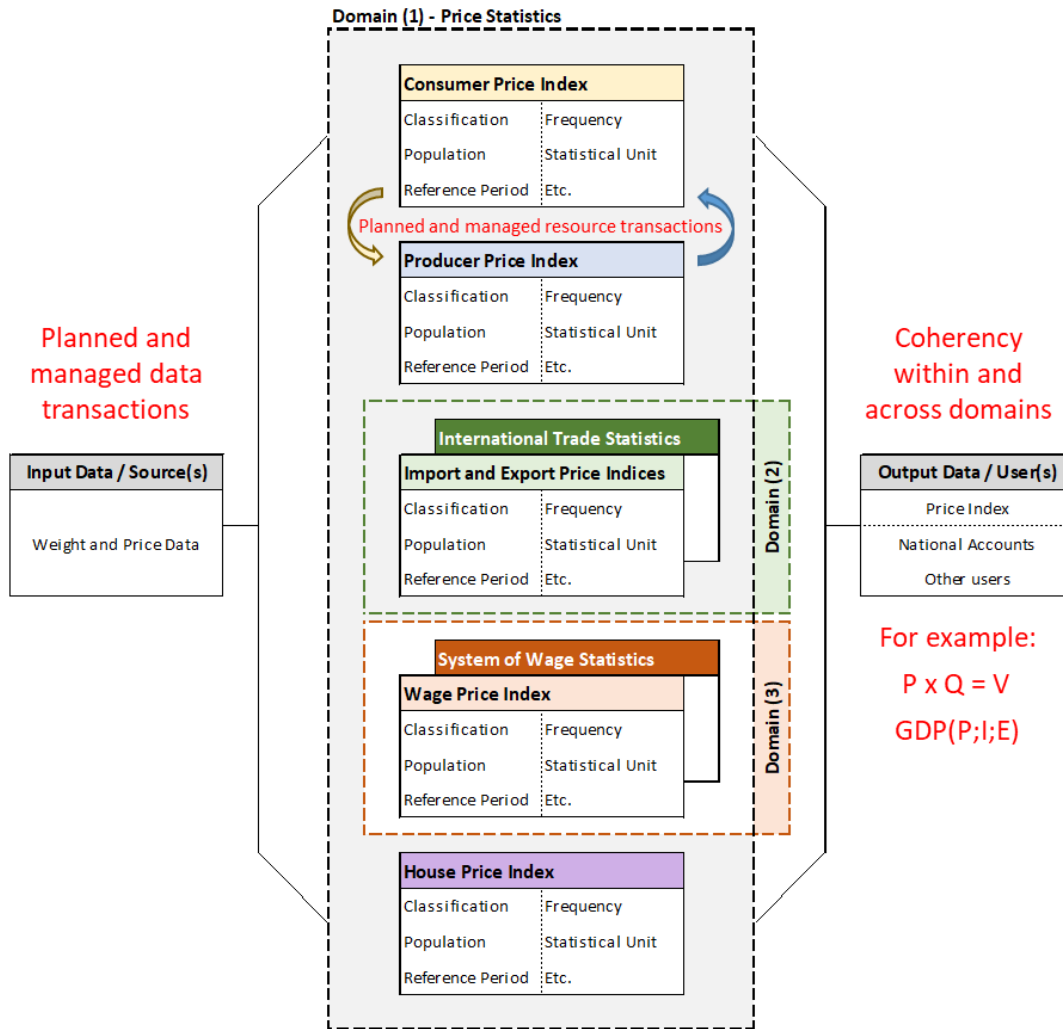 Domain (1) - Price Statistics
Consumer Price Index
Classification Frequency
Population Statistical Unit
Reference Period Etc.
Planned and managed resource transactions
Producer Price Index
Classification Frequency
Population Statistical Unit
Reference Period Etc.
Planned and
managed data
transactions
Input Data / Source(s)
Weight and Price Data
International Trade Statistics
Import and Export Price Indices
Classification Frequency
Population Statistical Unit
Reference Period Etc.
Domain (2)
System of Wage Statistics
Wage Price Index
Classification Frequency
Population Statistical Unit
Reference Period Etc.
Domain (3)
House Price Index
Classification Frequency
Population Statistical Unit
Reference Period Etc.
Coherency
within and
across domains
Output Data / User(s)
Price Index
National Accounts
Other users
For example:
P x Q = V
GDP(P;I;E)